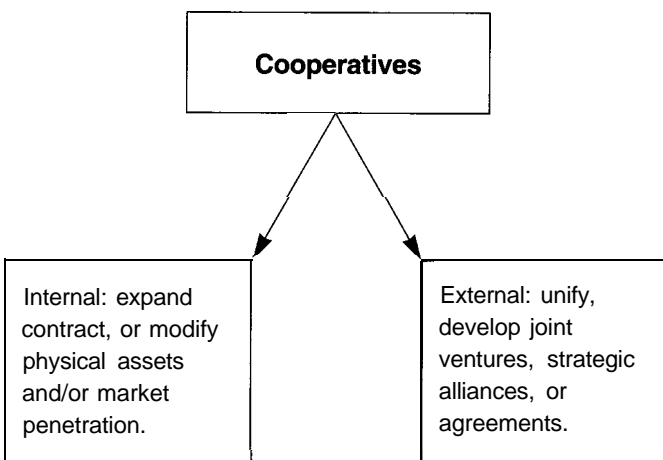 Cooperatives
Internal: expand
contract, or modify
physical assets
and/or market
penetration.
External: unify,
develop joint
ventures, strategic
alliances, or
agreements.